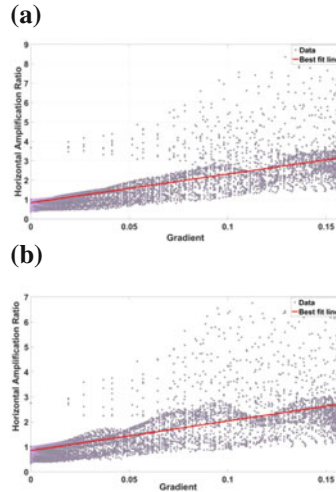 (a)
9
8
7
6
5
4
3
2
1
0
Horizontal Amplification Ratio
Data
Best fit line
0
0.05
0.1
0.15
Gradient
(b)
7
6
5
4
3
2
1
0
Horizontal Amplification Ratio
Data
Best fit line
0
0.05
0.1
0.15
Gradient